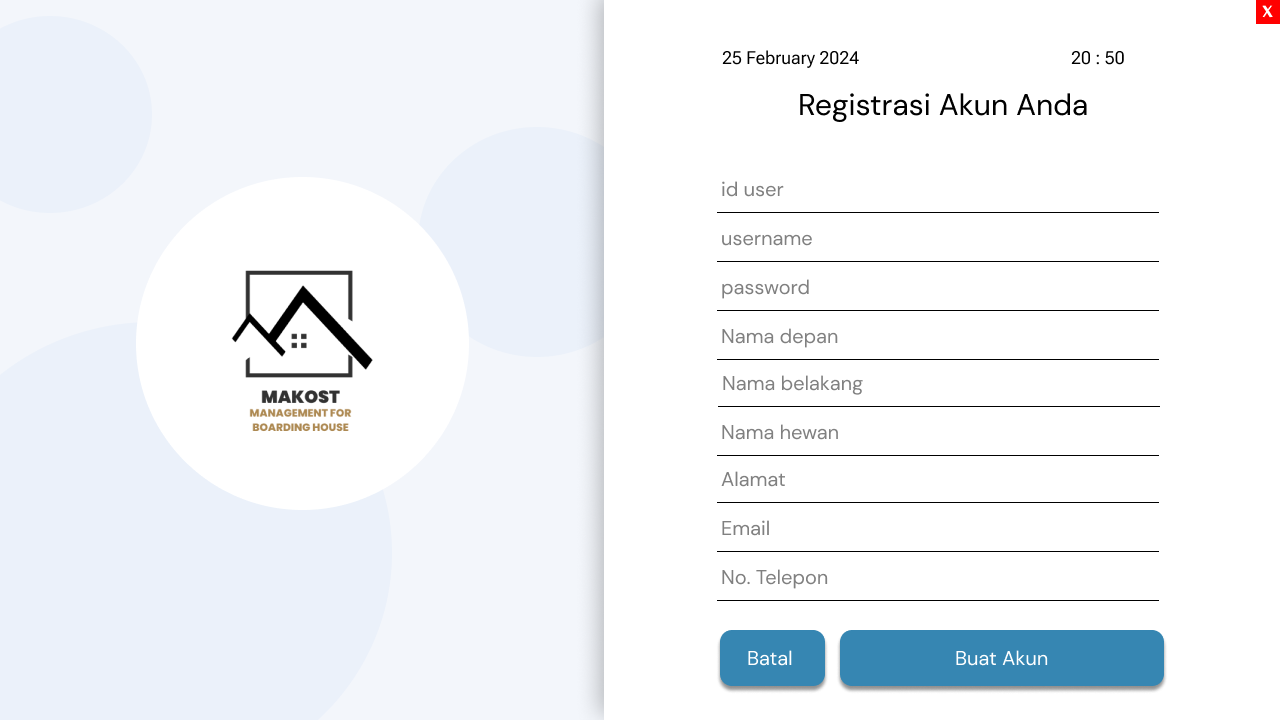 X
25 February 2024
20 : 50
Registrasi Akun Anda
id user
username
password
Nama depan
Nama belakang
Nama hewan
Alamat
Email
No. Telepon
Batal
Buat Akun
MAKOST
MANAGEMENT FOR
BOARDING HOUSE